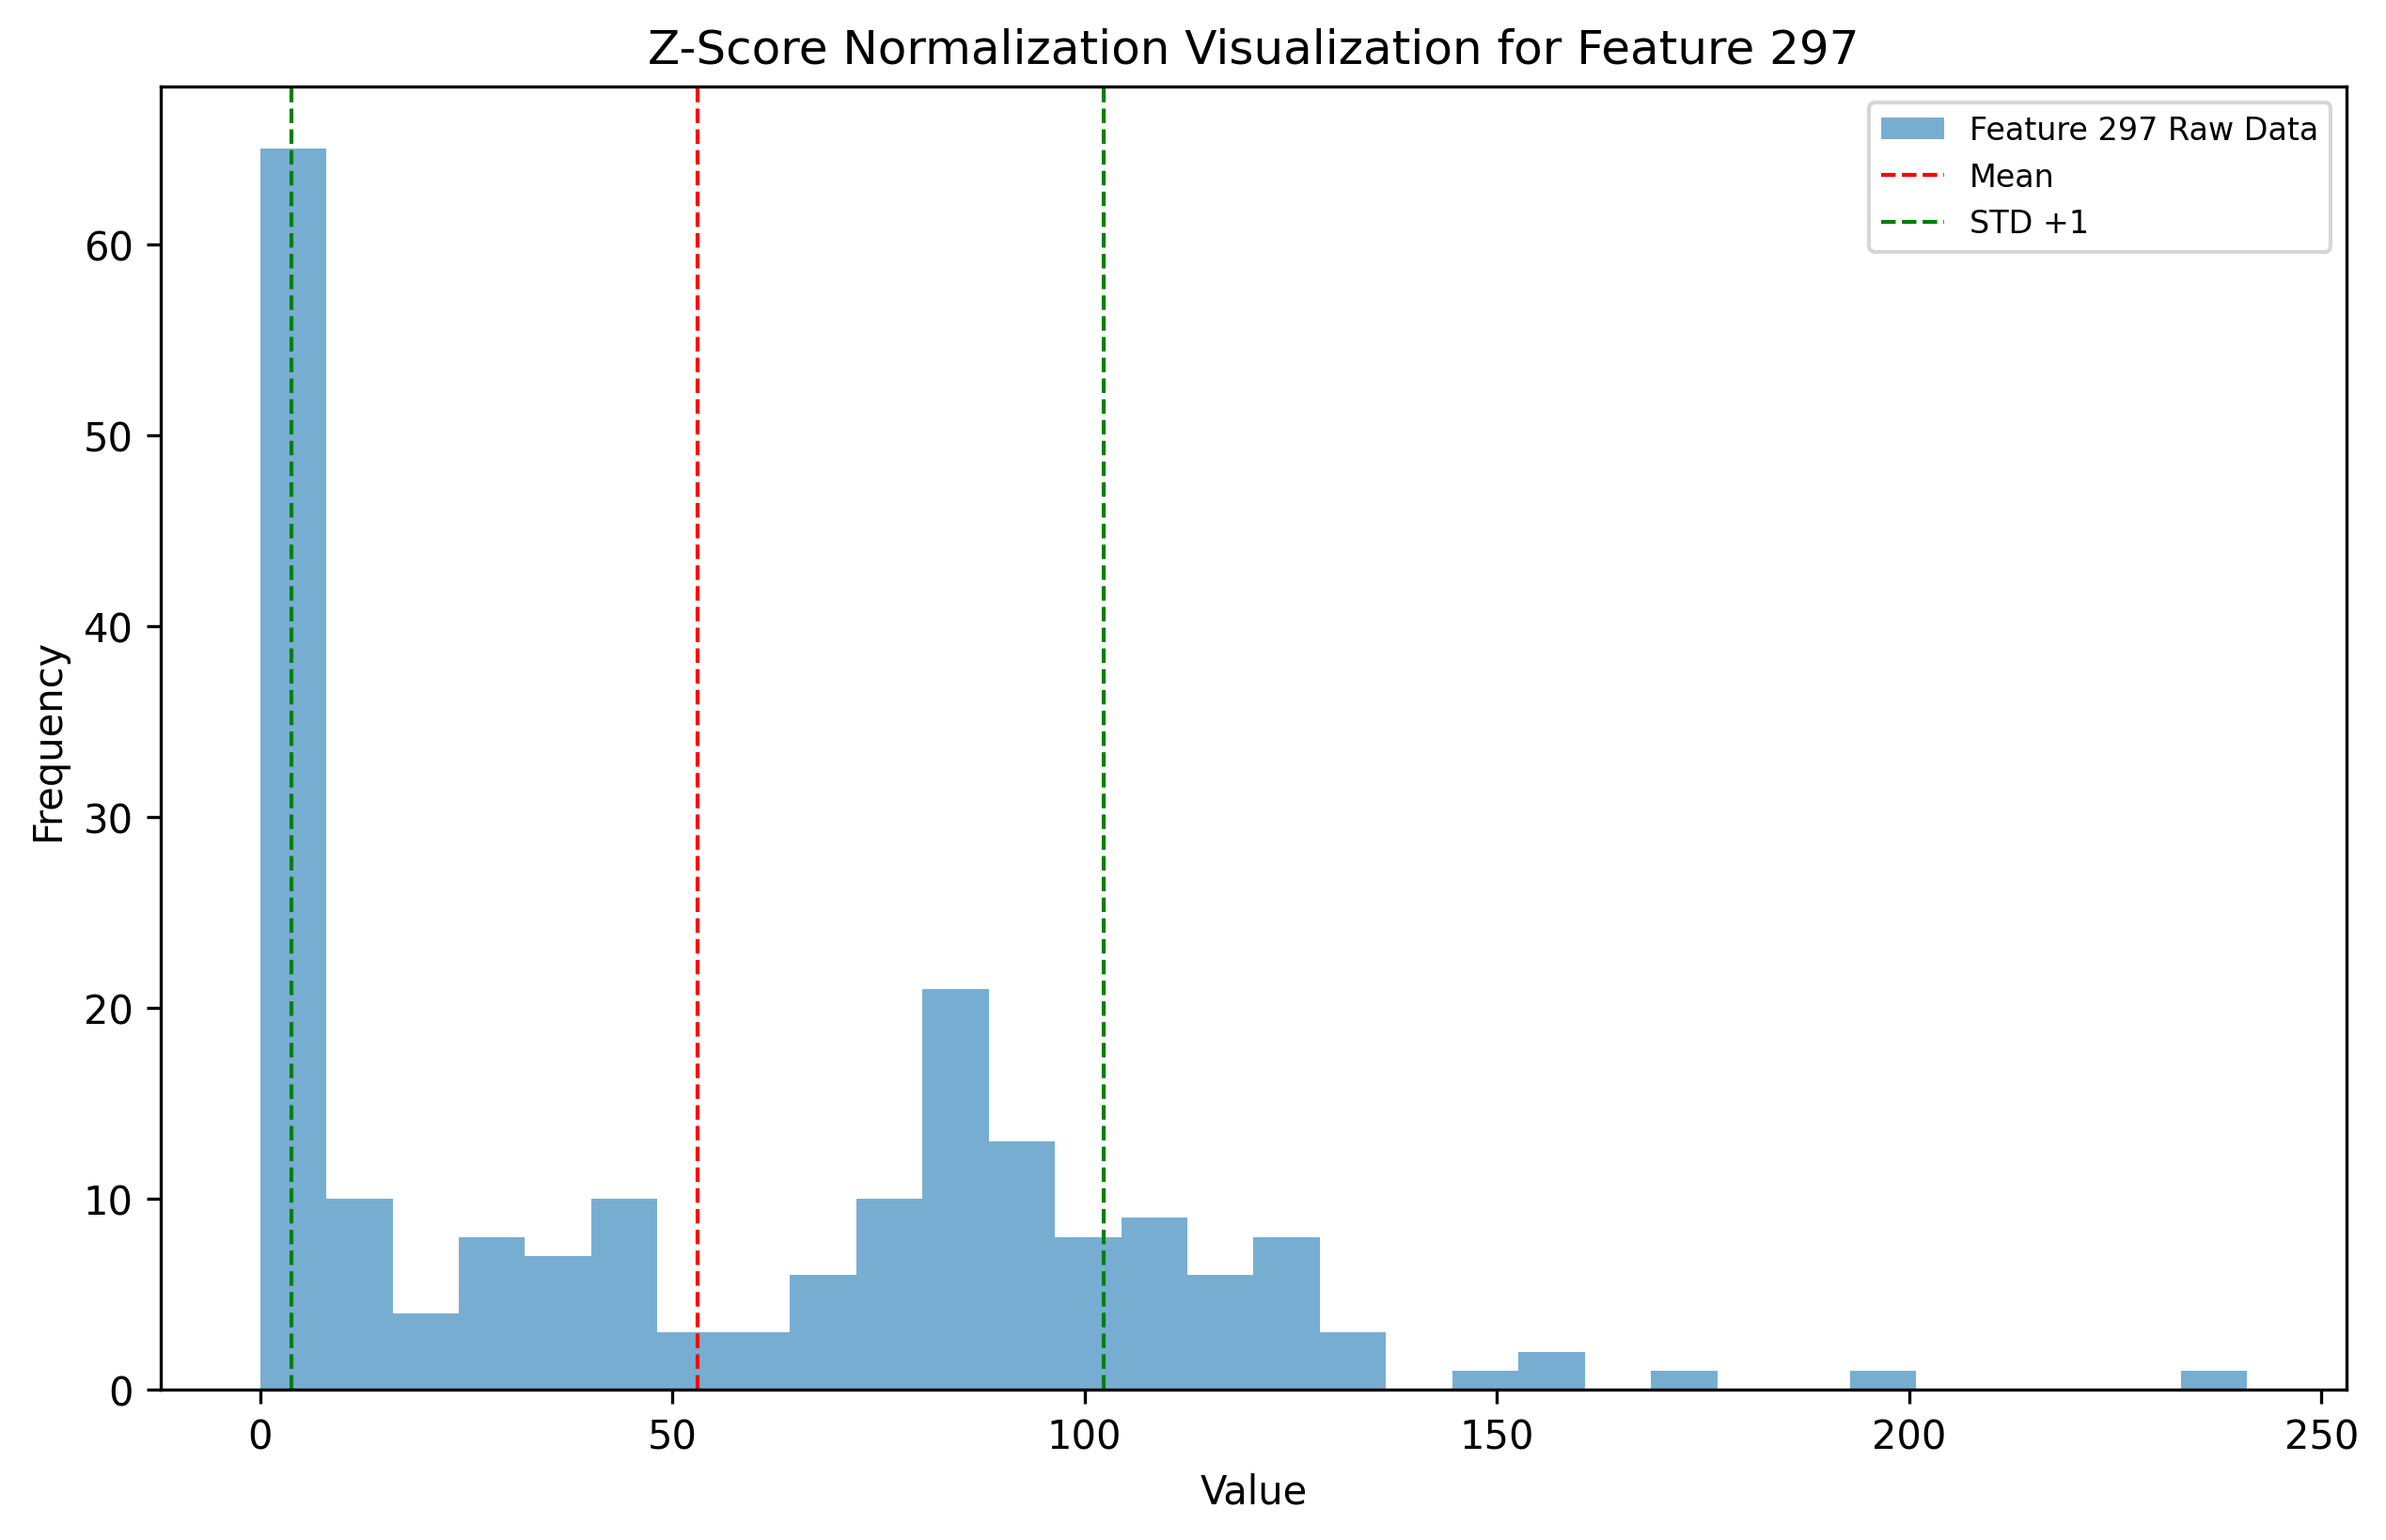 Z-Score Normalization Visualization for Feature 297
Feature 297 Raw Data
Mean
STD +1
Frequency
60
50
40
30
20
10
0
0 50 100 150 200 250
Value